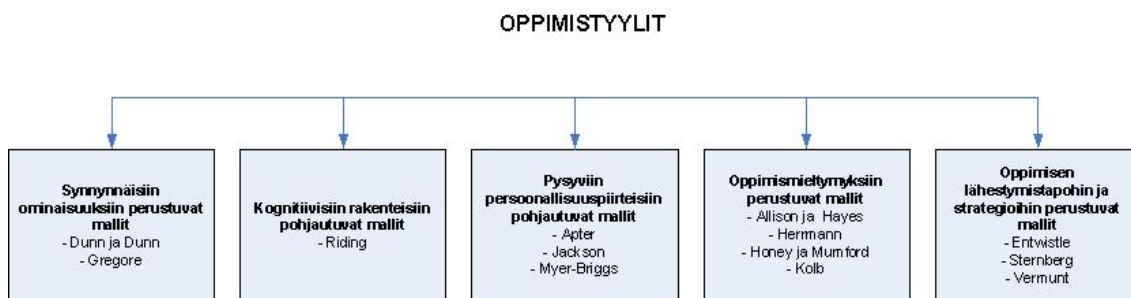 OPPIMISTYYLIT
Synnynnäisiin
ominaisuuksiin perustuvat
mallit
- Dunn ja Dunn
- Gregore
Kognitiivisiin rakenteisiin
pohjautuvat mallit
- Riding
Pysyviin
persoonallisuuspiirteisiin
pohjautuvat mallit
- Apter
- Jackson
- Myer-Briggs
Oppimismieltymyksiin
perustuvat mallit
- Allison ja Hayes
- Herrmann
- Honey ja Mumford
- Kolb
Oppimisen
lähestymistapohin ja
strategioihin perustuvat
mallit
- Entwistle
- Sternberg
- Vermunt